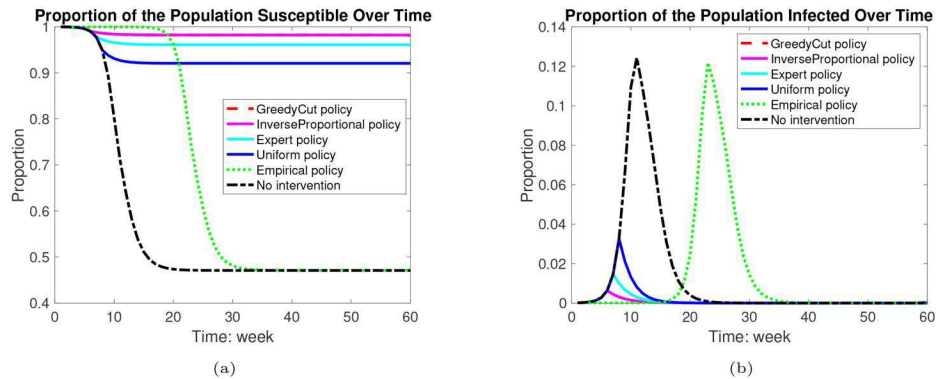 Proportion of the Population Susceptible Over Time
1
0.9
0.8
0.7
0.6
0.5
0.4
Proportion
GreedyCut policy
InverseProportional policy
Expert policy
Uniform policy
Empirical policy
No intervention
0
10
20
30
40
50
60
Time: week
(a)
Proportion of the Population Infected Over Time
0.14
0.12
0.1
0.08
0.06
0.04
0.02
0
Proportion
GreedyCut policy
InverseProportional policy
Expert policy
Uniform policy
Empirical policy
No intervention
0
10
20
30
40
50
60
Time: week
(b)